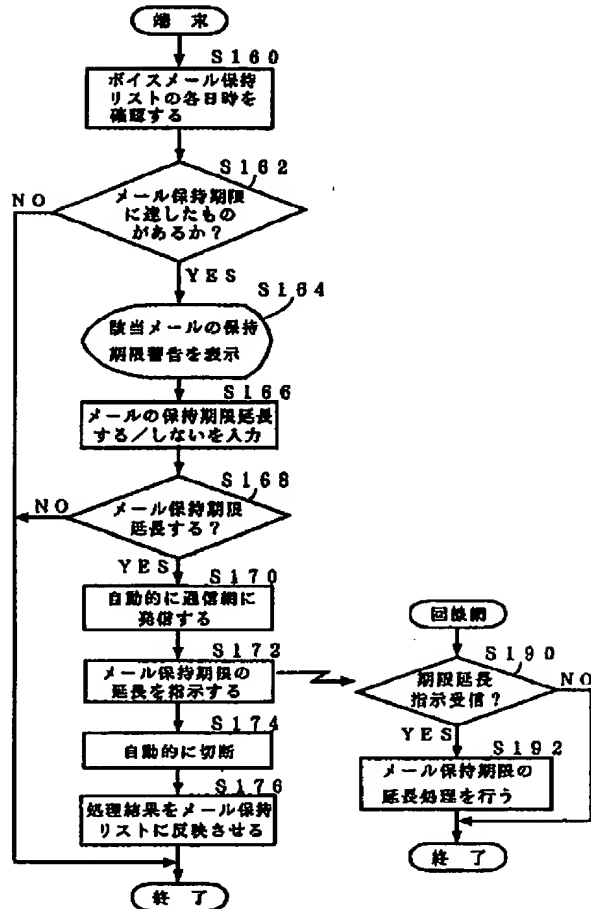 端 末
S160
ボイスメール保持
リストの各日時を
確認する
S162
メール保持期限
に達したもの
があるか？
NO
YES
S164
該当メールの保持
期限警告を表示
S166
メールの保持期限延長
する／しないを入力
S168
メール保持期限
延長する？
NO
YES
S170
自動的に通信網に
発信する
S172
メール保持期限の
延長を指示する
S174
自動的に切断
S176
処理結果をメール保持
リストに反映させる
終 了
回線網
S190
期限延長
指示受信？
NO
YES
S192
メール保持期限の
延長処理を行う
終 了